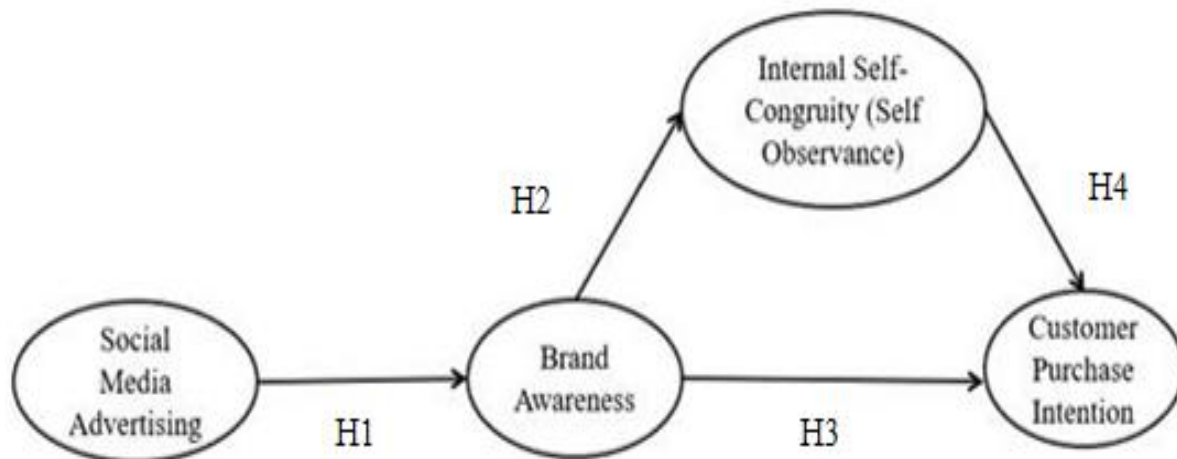 Internal Self-
Congruity (Self
Observance)
H2
H4
Social
Media
Advertising
H1
Brand
Awareness
H3
Customer
Purchase
Intention